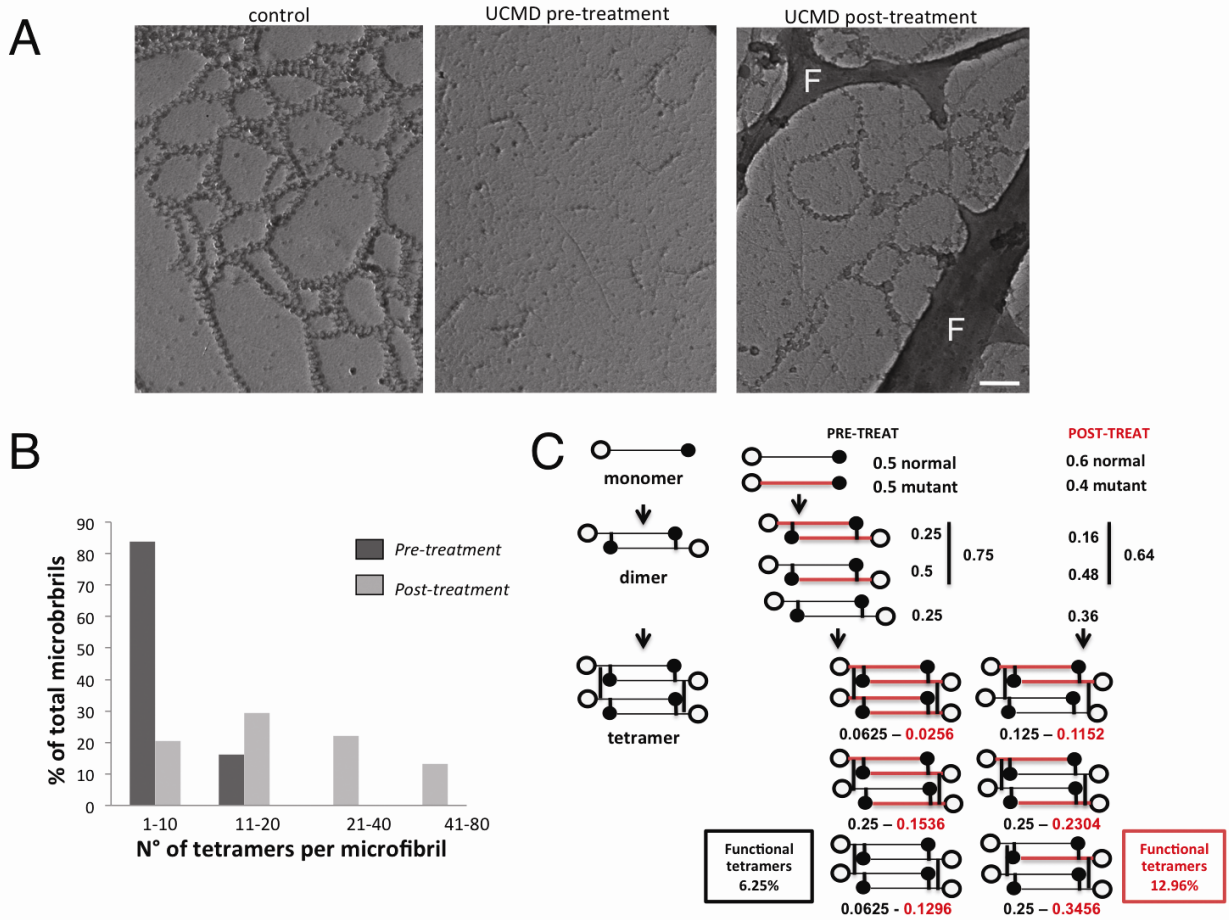 A
control
UCMD pre-treatment
UCMD post-treatment
F
F
B
% of total microbrbrils
90
80
70
60
50
40
30
20
10
0
Pre-treatment
Post-treatment
1-10
11-20
21-40
41-80
N° of tetramers per microfibril
C
monomer
dimer
tetramer
PRE-TREAT
POST-TREAT
0.5 normal
0.5 mutant
0.6 normal
0.4 mutant
0.25
0.5
0.75
0.25
0.16
0.48
0.64
0.36
0.0625 – 0.0256
0.125 – 0.1152
0.25 – 0.1536
0.25 – 0.2304
0.0625 - 0.1296
0.25 – 0.3456
Functional
tetramers
6.25%
Functional
tetramers
12.96%